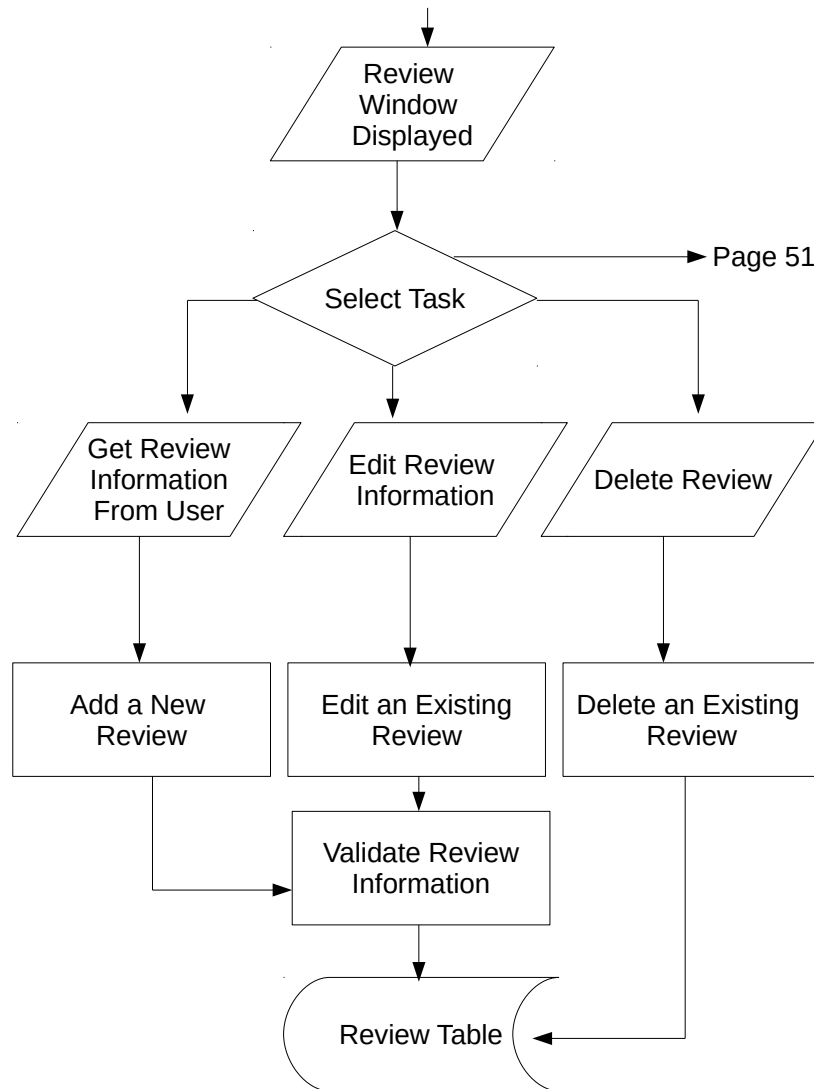 Review
Window
Displayed
Page 51
Select Task
Get Review
Information
From User
Edit Review
Information
Delete Review
Add a New
Review
Edit an Existing
Review
Delete an Existing
Review
Validate Review
Information
Review Table